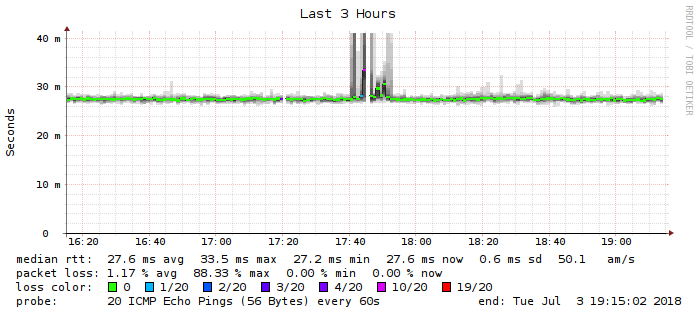 Last 3 Hours
RRDTOOL / TOBI OETIKER
Seconds
40 m
30 m
20 m
10 m
0
16:20 16:40 17:00 17:20 17:40 18:00 18:20 18:40 19:00
median rtt: 27.6 ms avg 33.5 ms max 27.2 ms min 27.6 ms now 0.6 ms sd 50.1 am/s
packet loss: 1.17 % avg 88.33 % max 0.00 % min 0.00 % now
loss color: 0 1/20 2/20 3/20 4/20 10/20 19/20
probe: 20 ICMP Echo Pings (56 Bytes) every 60s end: Tue Jul 3 19:15:02 2018